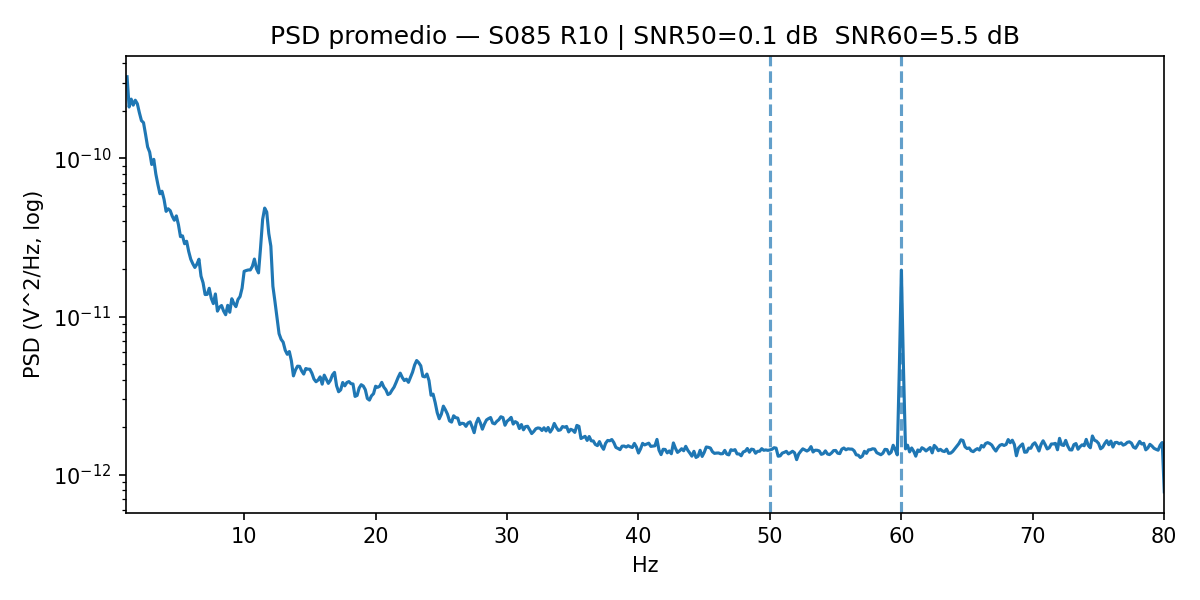 PSD promedio — S085 R10 | SNR50=0.1 dB  SNR60=5.5 dB
PSD (V^2/Hz, log)
10⁻¹⁰
10⁻¹¹
10⁻¹²
10 20 30 40 50 60 70 80
Hz